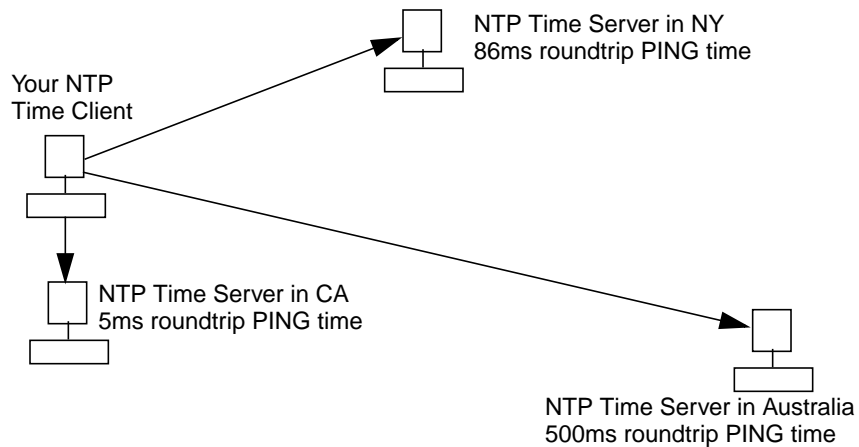 NTP Time Server in NY
86ms roundtrip PING time
Your NTP
Time Client
NTP Time Server in CA
5ms roundtrip PING time
NTP Time Server in Australia
500ms roundtrip PING time